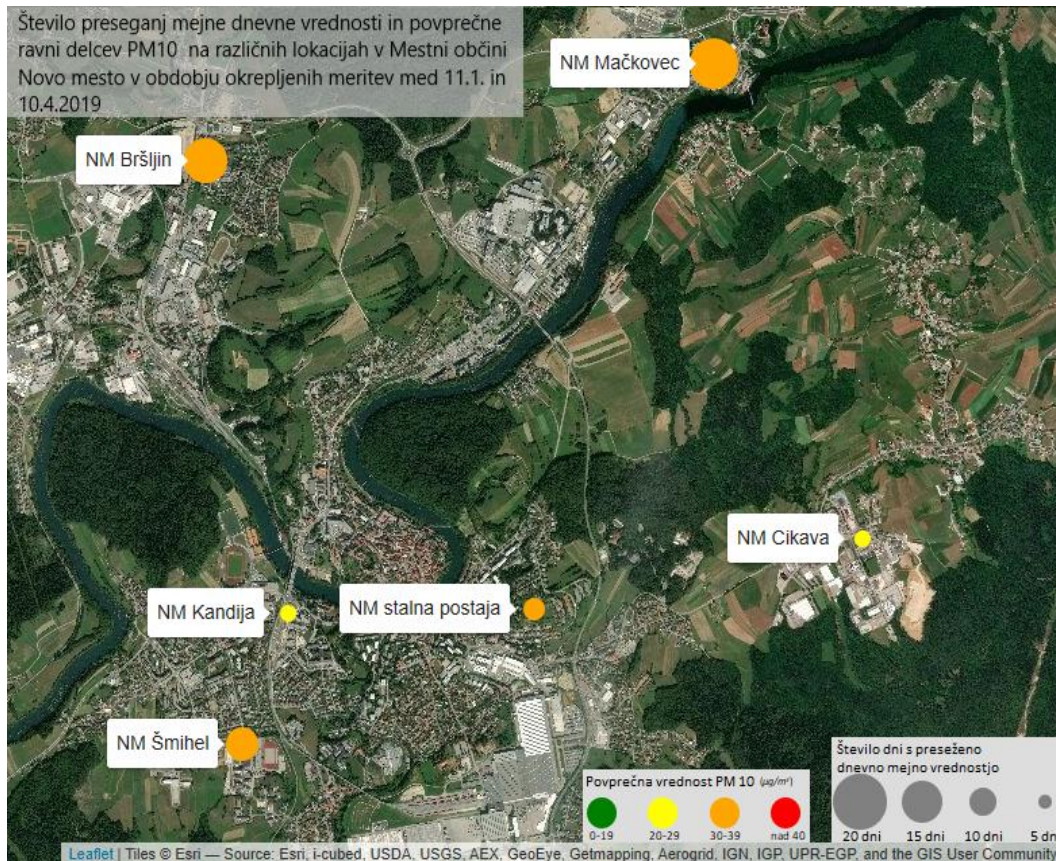 Število preseganj mejne dnevne vrednosti in povprečne
ravni delcev PM10 na različnih lokacijah v Mestni občini
Novo mesto v obdobju okrepljenih meritev med 11.1. in
10.4.2019
NM Mačkovec
NM Bršljin
NM Cikava
NM Kandija
NM stalna postaja
NM Šmihel
Povprečna vrednost PM 10 (µg/m³)
0-19 20-29 30-39 nad 40
Število dni s preseženo
dnevno mejno vrednostjo
20 dni 15 dni 10 dni 5 dn
Leaflet | Tiles © Esri — Source: Esri, i-cubed, USDA, USGS, AEX, GeoEye, Getmapping, Aerogrid, IGN, IGP, UPR-EGP, and the GIS User Community